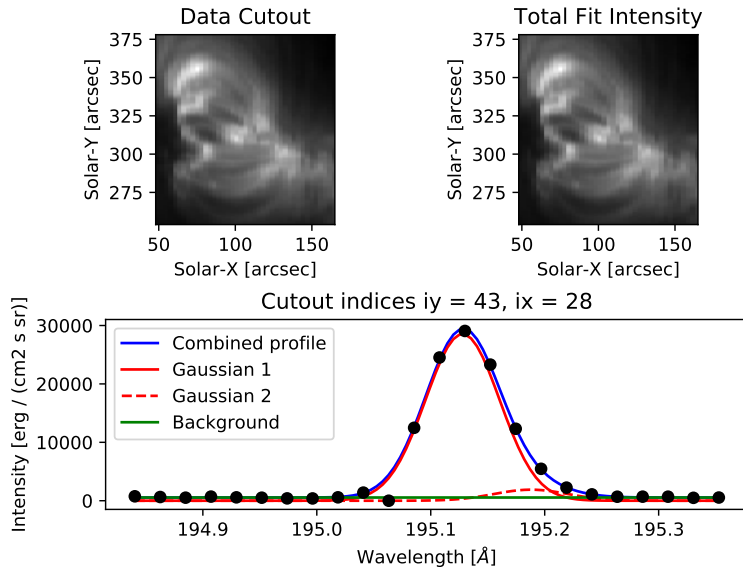 Data Cutout
Total Fit Intensity
375
350
325
300
275
Solar-Y [arcsec]
50 100 150
Solar-X [arcsec]
375
350
325
300
275
Solar-Y [arcsec]
50 100 150
Solar-X [arcsec]
Cutout indices iy = 43, ix = 28
30000
20000
10000
0
Intensity [erg / (cm2 s sr)]
Combined profile
Gaussian 1
Gaussian 2
Background
194.9 195.0 195.1 195.2 195.3
Wavelength [Å]